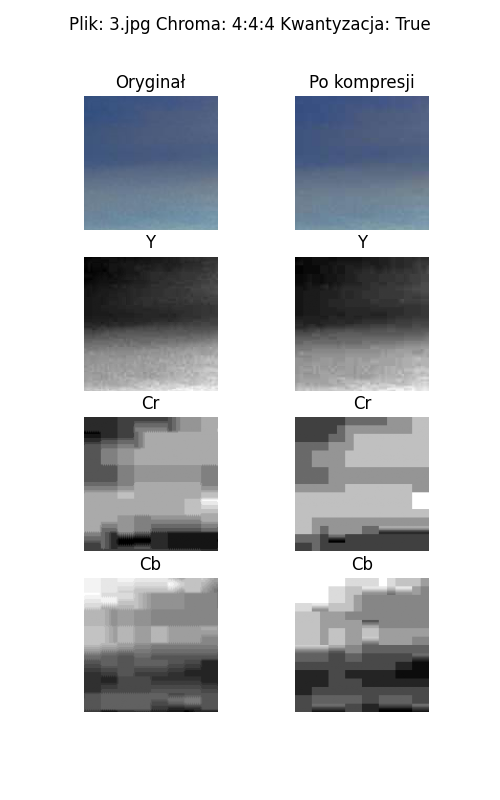 Plik: 3.jpg Chroma: 4:4:4 Kwantyzacja: True
Oryginał Po kompresji
Y Y
Cr Cr
Cb Cb